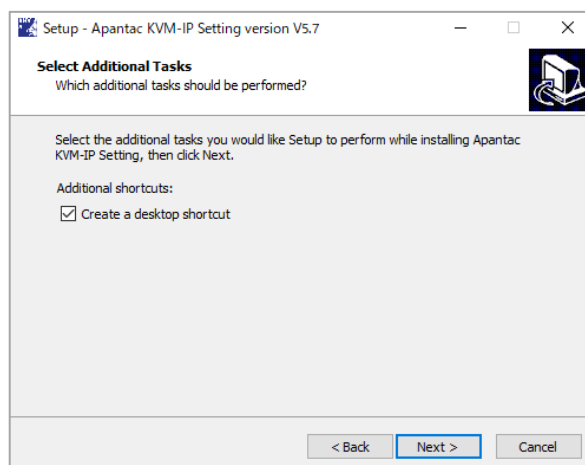 Setup - Apantac KVM-IP Setting version V5.7
Select Additional Tasks
Which additional tasks should be performed?
Select the additional tasks you would like Setup to perform while installing Apantac
KVM-IP Setting, then click Next.
Additional shortcuts:
Create a desktop shortcut
< Back
Next >
Cancel